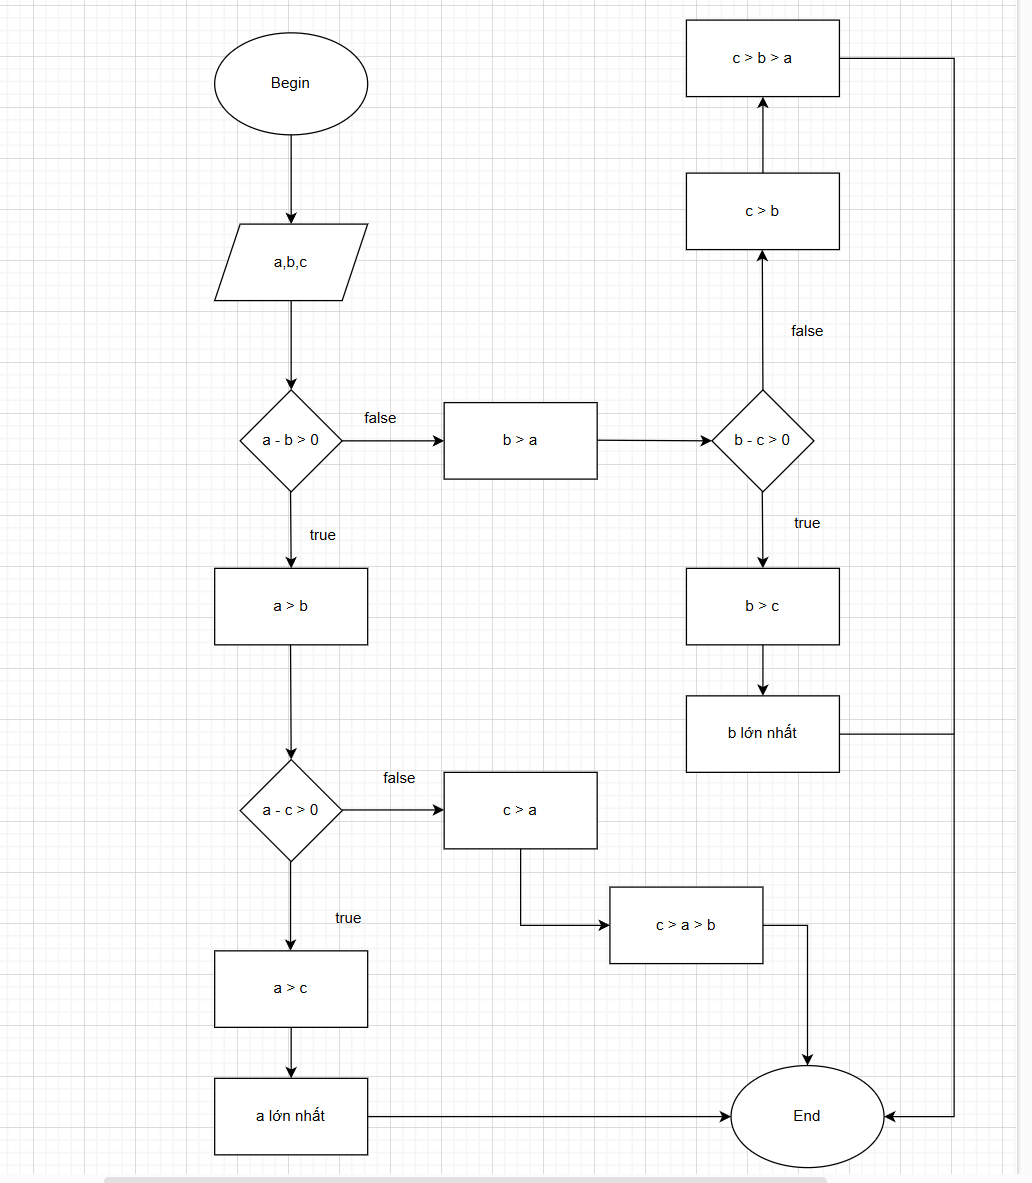 Begin
c > b > a
c > b
a,b,c
false
false
a - b > 0
b > a
b - c > 0
true
true
a > b
b > c
b lớn nhất
false
a - c > 0
c > a
true
c > a > b
a > c
a lớn nhất
End